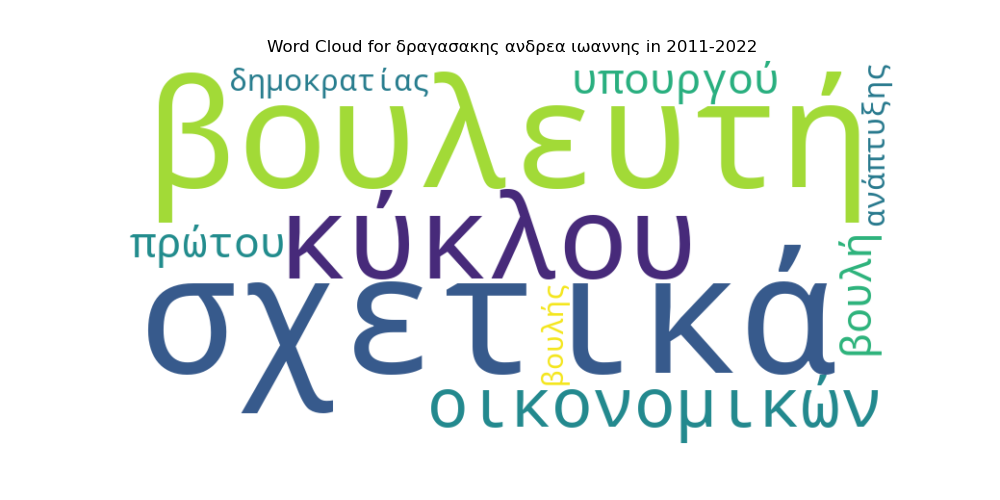 Word Cloud for δραγασακης ανδρεα ιωαννης in 2011-2022
δημοκρατίας
υπουργού
βουλευτή
ανάπτυξης
πρώτου
κύκλου
βουλή
σχετικά
βουλής
οικονομικών